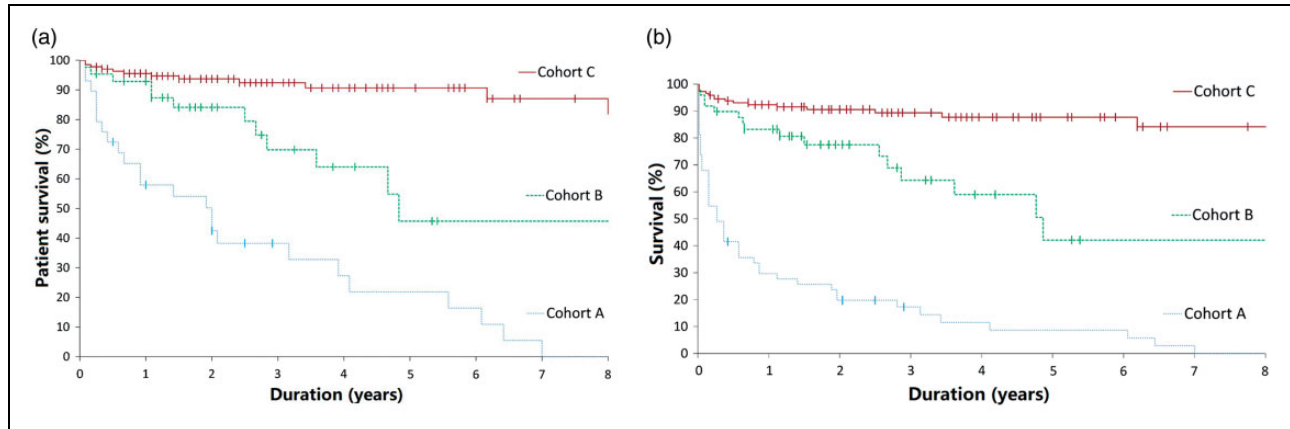 (a)
Patient survival (%)
100
90
80
70
60
50
40
30
20
10
0
0 1 2 3 4 5 6 7 8
Duration (years)
Cohort C
Cohort B
Cohort A
(b)
Survival (%)
100
90
80
70
60
50
40
30
20
10
0
0 1 2 3 4 5 6 7 8
Duration (years)
Cohort C
Cohort B
Cohort A